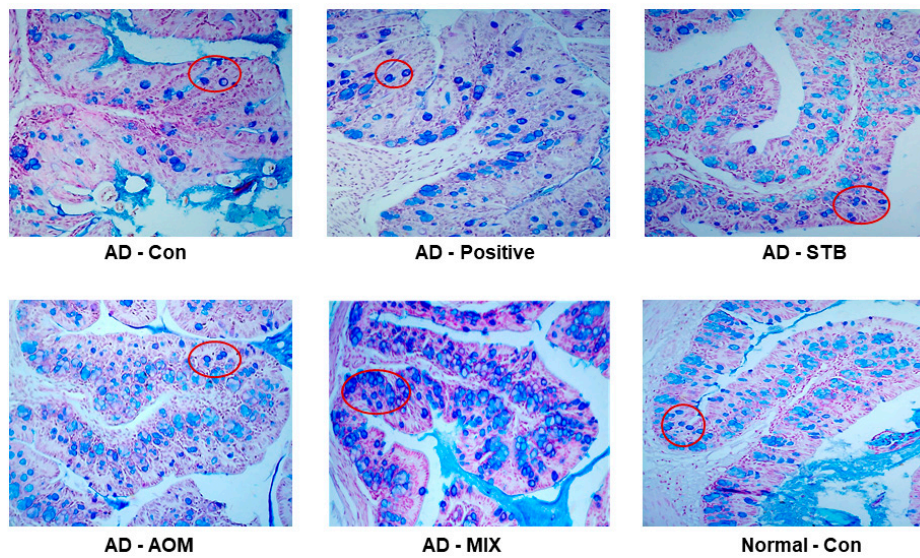 AD - Con
AD - Positive
AD - STB
AD - AOM
AD - MIX
Normal - Con